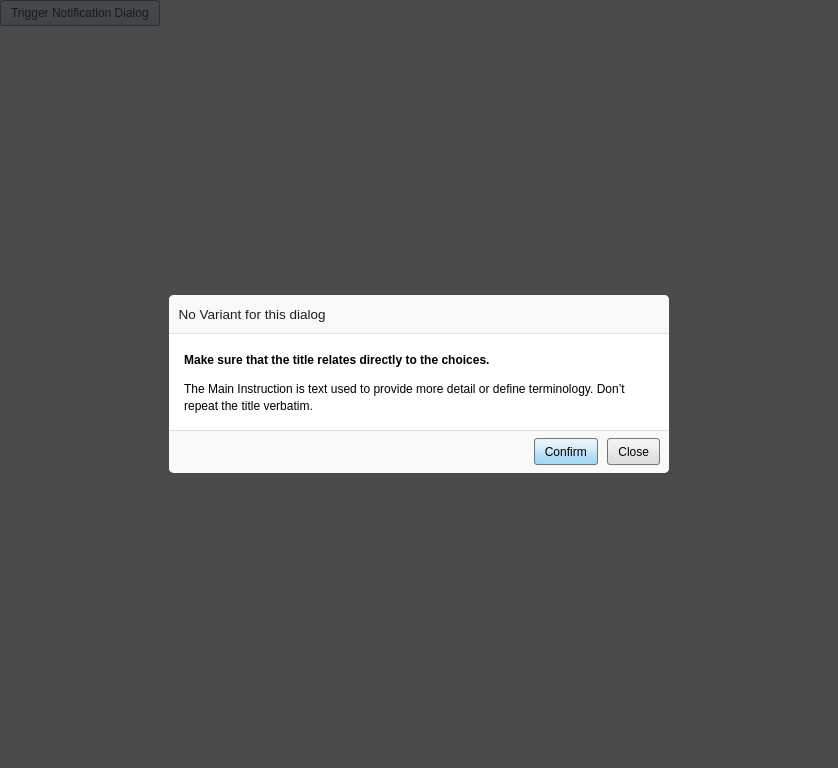 Trigger Notification Dialog
No Variant for this dialog
Make sure that the title relates directly to the choices.
The Main Instruction is text used to provide more detail or define terminology. Don’t
repeat the title verbatim.
Confirm Close